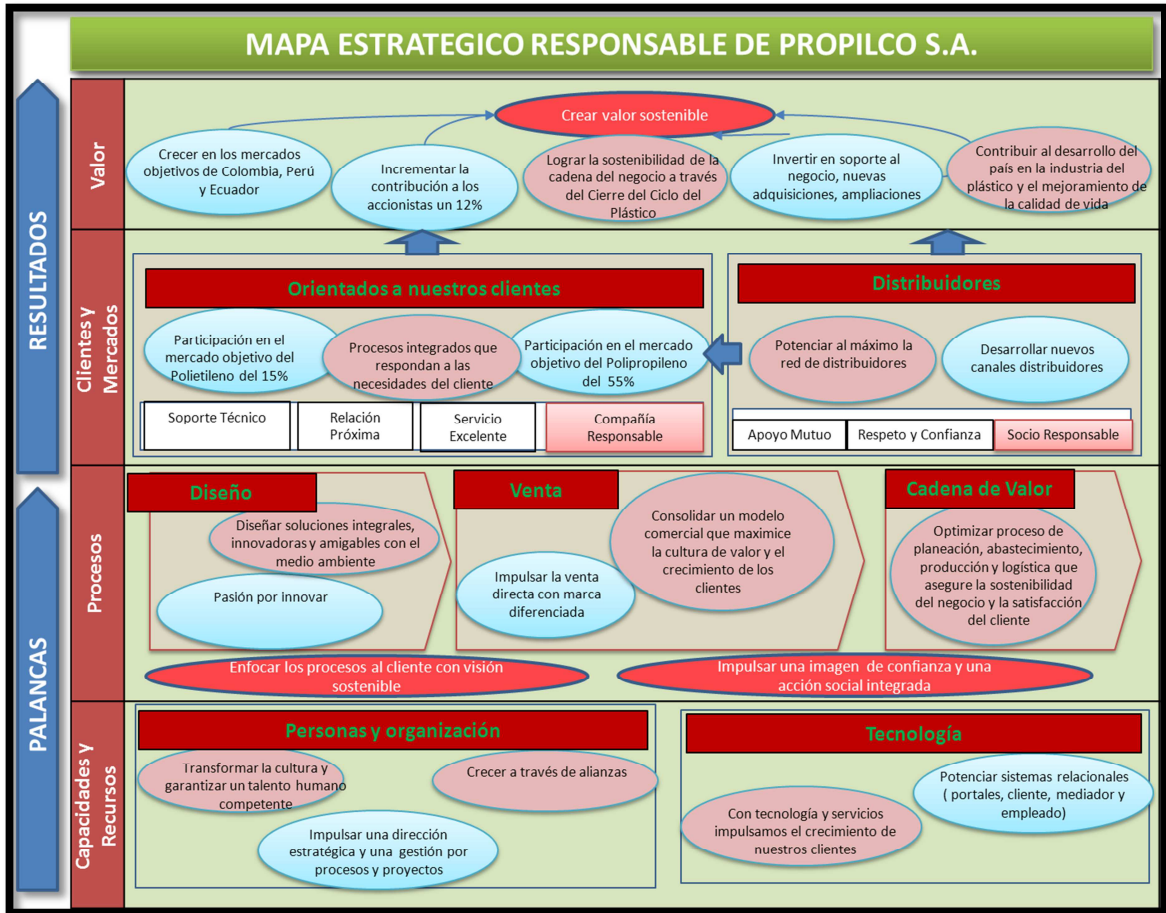 MAPA ESTRATEGICO RESPONSABLE DE PROPILCO S.A.
RESULTADOS
Valor
Crear valor sostenible
Crecer en los mercados
objetivos de Colombia, Perú
y Ecuador
Incrementar la
contribución a los
accionistas un 12%
Lograr la sostenibilidad de la
cadena del negocio a través
del Cierre del Ciclo del
Plástico
Invertir en soporte al
negocio, nuevas
adquisiciones, ampliaciones
Contribuir al desarrollo del
país en la industria del
plástico y el mejoramiento de
la calidad de vida
Clientes y
Mercados
Orientados a nuestros clientes
Participación en el
mercado objetivo del
Polietileno del 15%
Procesos integrados que
respondan a las
necesidades del cliente
Participación en el mercado
objetivo del Polipropileno
del 55%
Soporte Técnico
Relación
Próxima
Servicio
Excelente
Compañía
Responsable
Distribuidores
Potenciar al máximo la
red de distribuidores
Desarrollar nuevos
canales distribuidores
Apoyo Mutuo
Respeto y Confianza
Socio Responsable
PALANCAS
Procesos
Diseño
Diseñar soluciones integrales,
innovadoras y amigables con el
medio ambiente
Pasión por innovar
Venta
Impulsar la venta
directa con marca
diferenciada
Consolidar un modelo
comercial que maximice
la cultura de valor y el
crecimiento de los
clientes
Cadena de Valor
Optimizar proceso de
planeación, abastecimiento,
producción y logística que
asegure la sostenibilidad
del negocio y la satisfacción
del cliente
Enfocar los procesos al cliente con visión
sostenible
Impulsar una imagen de confianza y una
acción social integrada
Capacidades y
Recursos
Personas y organización
Transformar la cultura y
garantizar un talento humano
competente
Crecer a través de alianzas
Impulsar una dirección
estratégica y una gestión por
procesos y proyectos
Tecnología
Con tecnología y servicios
impulsamos el crecimiento de
nuestros clientes
Potenciar sistemas relacionales
( portales, cliente, mediador y
empleado)